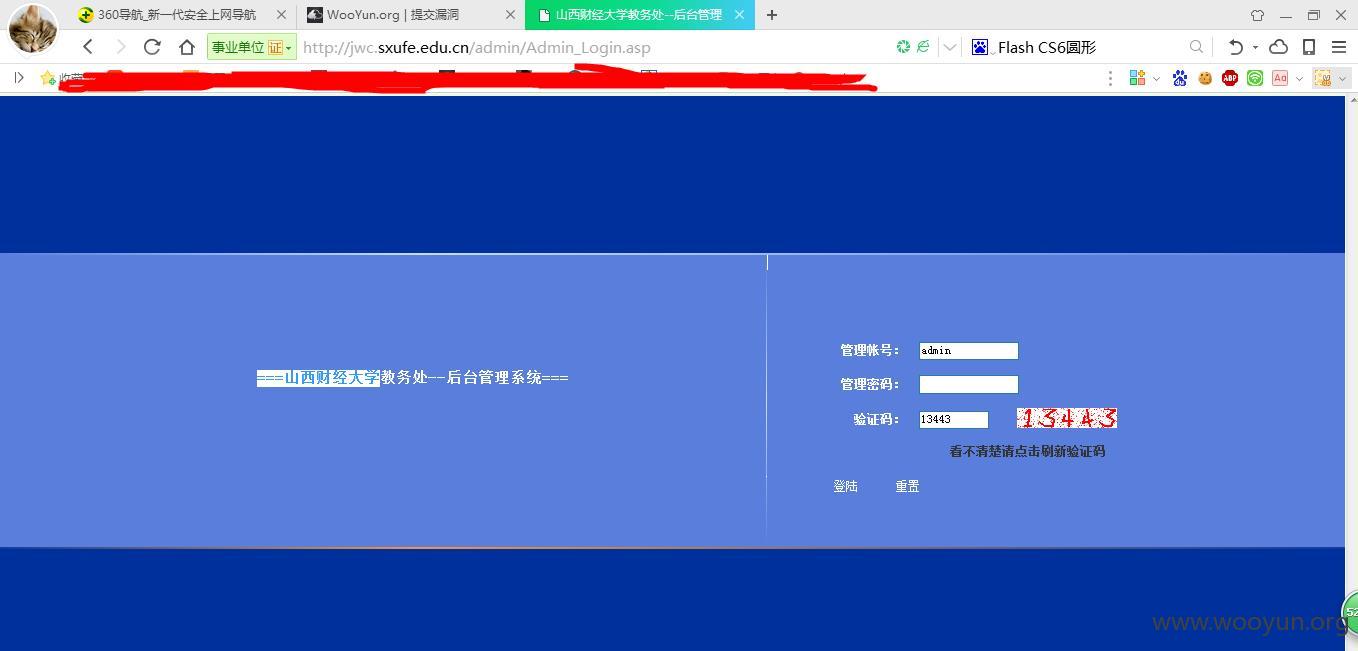 360导航_新一代安全上网导航
WooYun.org | 提交漏洞
山西财经大学教务处--后台管理
事业单位 证
http://jwc.sxufe.edu.cn/admin/Admin_Login.asp
Flash CS6圆形
ABP
Aa
管理帐号：
admin
===山西财经大学教务处--后台管理系统===
管理密码：
验证码：
13443
13443
看不清楚请点击刷新验证码
登陆
重置
52
www.wooyun.org